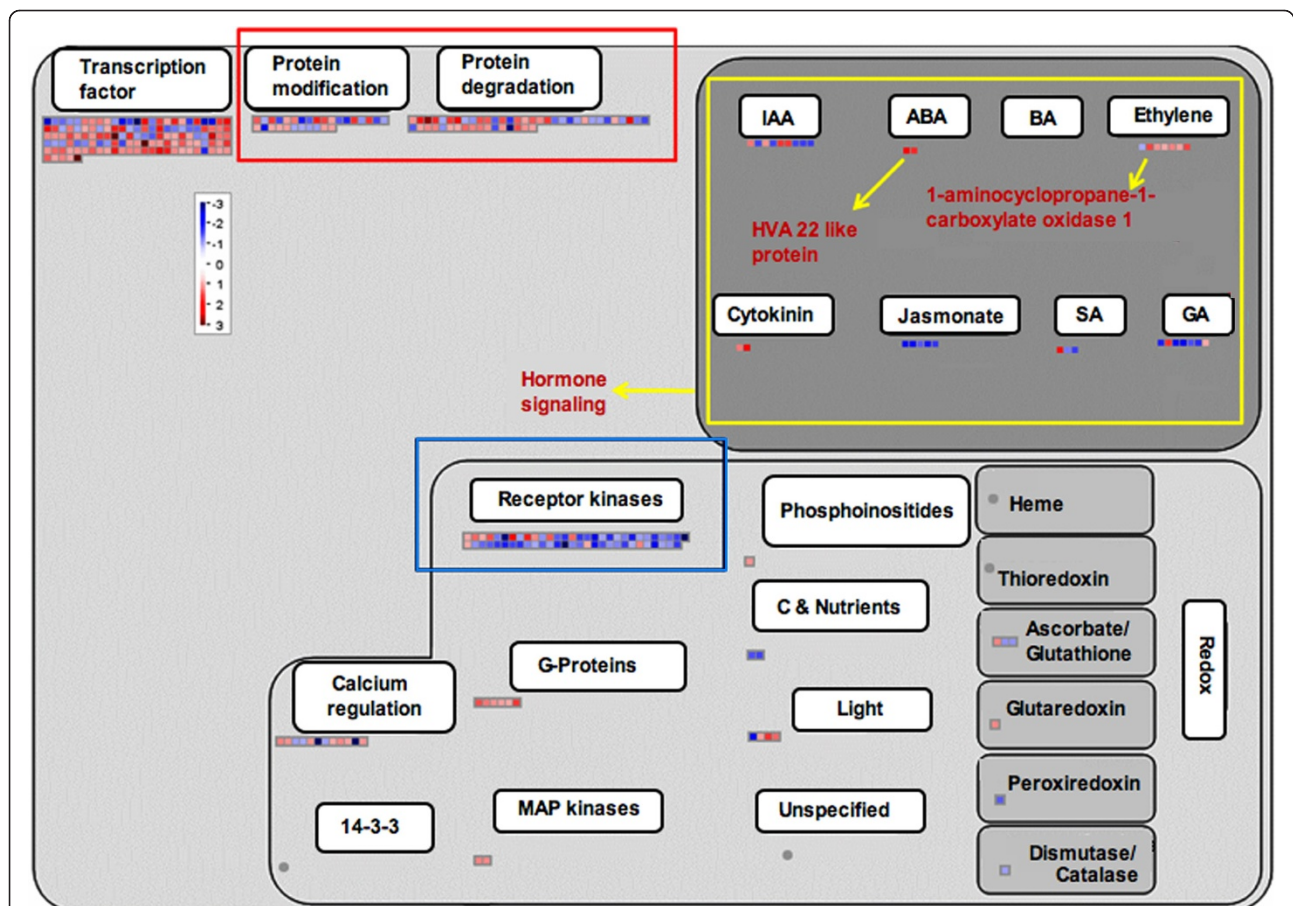 Transcription
factor
Protein
modification
Protein
degradation
IAA
ABA
BA
Ethylene
-3
-2
-1
0
1
2
3
HVA 22 like
protein
1-aminocyclopropane-1-
carboxylate oxidase 1
Cytokinin
Jasmonate
SA
GA
Hormone
signaling
Receptor kinases
Phosphoinositides
Heme
Thioredoxin
C & Nutrients
Ascorbate/
Glutathione
Redox
G-Proteins
Calcium
regulation
Light
Glutaredoxin
MAP kinases
Unspecified
Peroxiredoxin
14-3-3
Dismutase/
Catalase